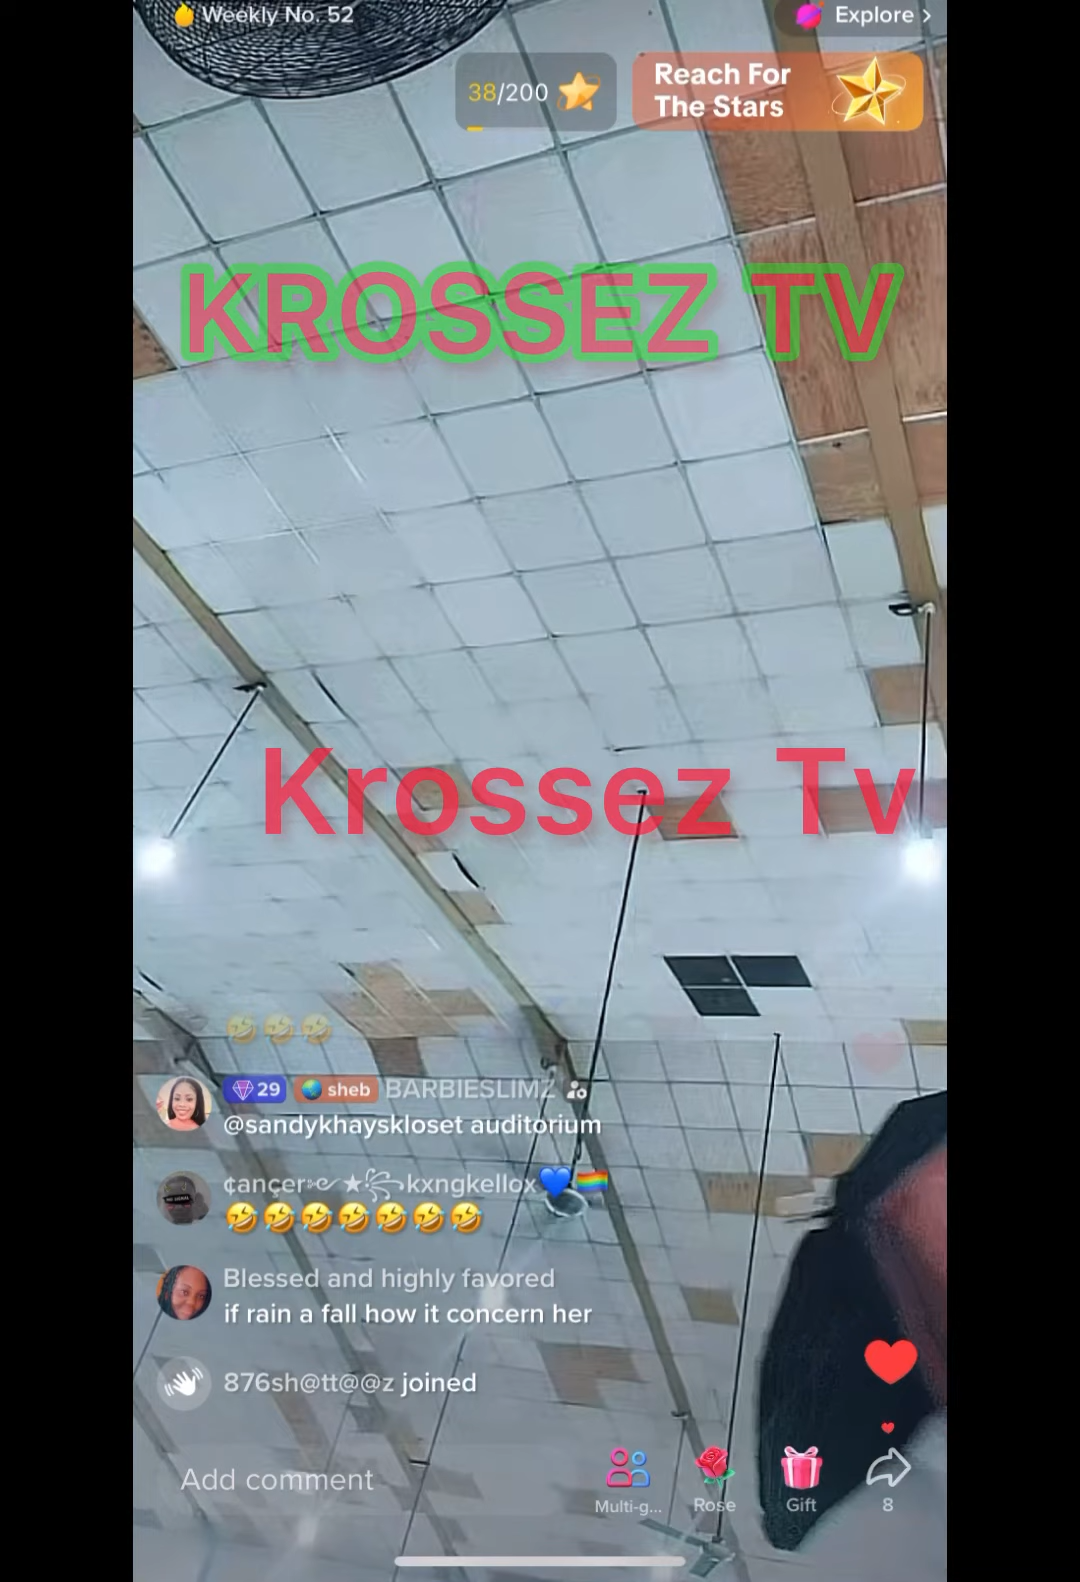 Weekly No. 52
Explore >
38/200
Reach For
The Stars
KROSSEZ TV
Krossez Tv
🤣🤣🤣
29 sheb BARBIESLIMZ
@sandykhayskloset auditorium
¢ançer★kxngkellox💙🏳️‍🌈
🤣🤣🤣🤣🤣🤣🤣
Blessed and highly favored
if rain a fall how it concern her
876sh@tt@@z joined
Add comment
Multi-g...
Rose
Gift
8